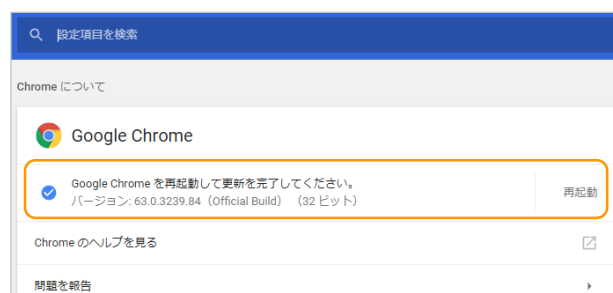 設定項目を検索
Chrome について
Google Chrome
Google Chrome を再起動して更新を完了してください。
バージョン: 63.0.3239.84（Official Build） （32 ビット）
再起動
Chrome のヘルプを見る
問題を報告